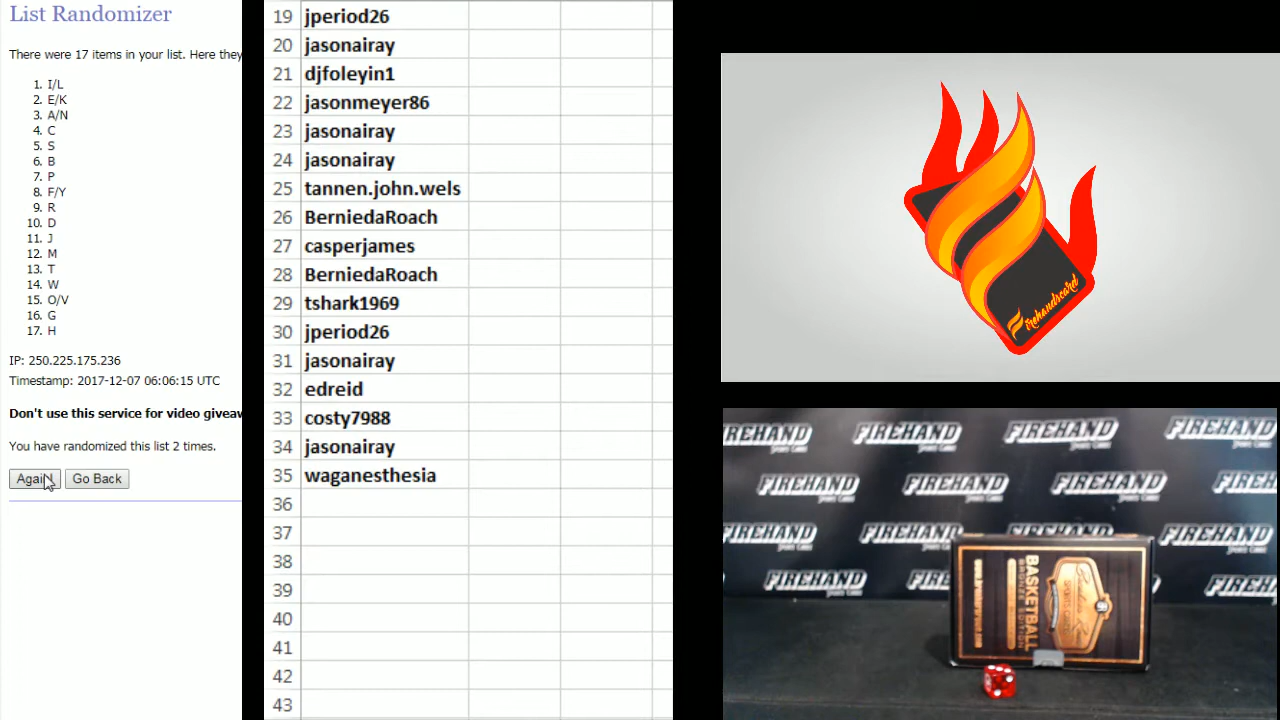 List Randomizer
There were 17 items in your list. Here they
1. I/L
2. E/K
3. A/N
4. C
5. S
6. B
7. P
8. F/Y
9. R
10. D
11. J
12. M
13. T
14. W
15. O/V
16. G
17. H
IP: 250.225.175.236
Timestamp: 2017-12-07 06:06:15 UTC
Don't use this service for video giveaw
You have randomized this list 2 times.
Again! Go Back
19 jperiod26
20 jasonairay
21 djfoleyin1
22 jasonmeyer86
23 jasonairay
24 jasonairay
25 tannen.john.wels
26 BerniedaRoach
27 casperjames
28 BerniedaRoach
29 tshark1969
30 jperiod26
31 jasonairay
32 edreid
33 costy7988
34 jasonairay
35 waganesthesia
36
37
38
39
40
41
42
43
firehandscard
FIREHAND FIREHAND FIREHAND FIREHAND
FIREHAND FIREHAND FIREHAND FIREHAND
FIREHAND FIREHAND FIREHAND FIREHAND
FIREHAND FIREHAND
BASKETBALL